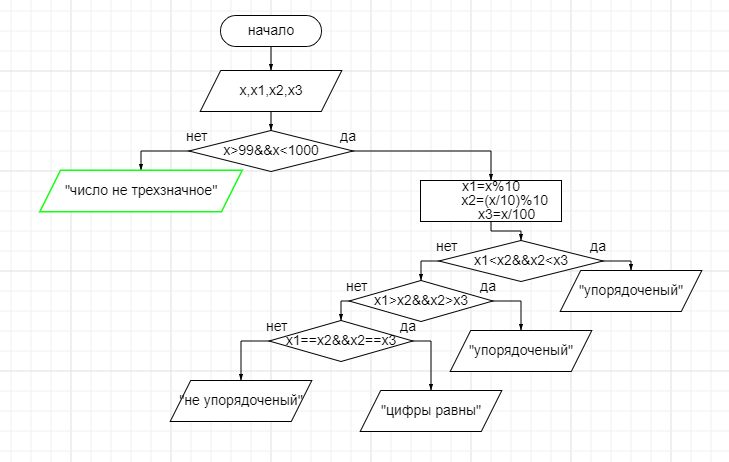 начало
x,x1,x2,x3
нет
да
x>99&&x<1000
"число не трехзначное"
x1=x%10
x2=(x/10)%10
x3=x/100
нет
да
x1<x2&&x2<x3
"упорядоченый"
нет
да
x1>x2&&x2>x3
"упорядоченый"
нет
да
x1==x2&&x2==x3
"не упорядоченый"
"цифры равны"